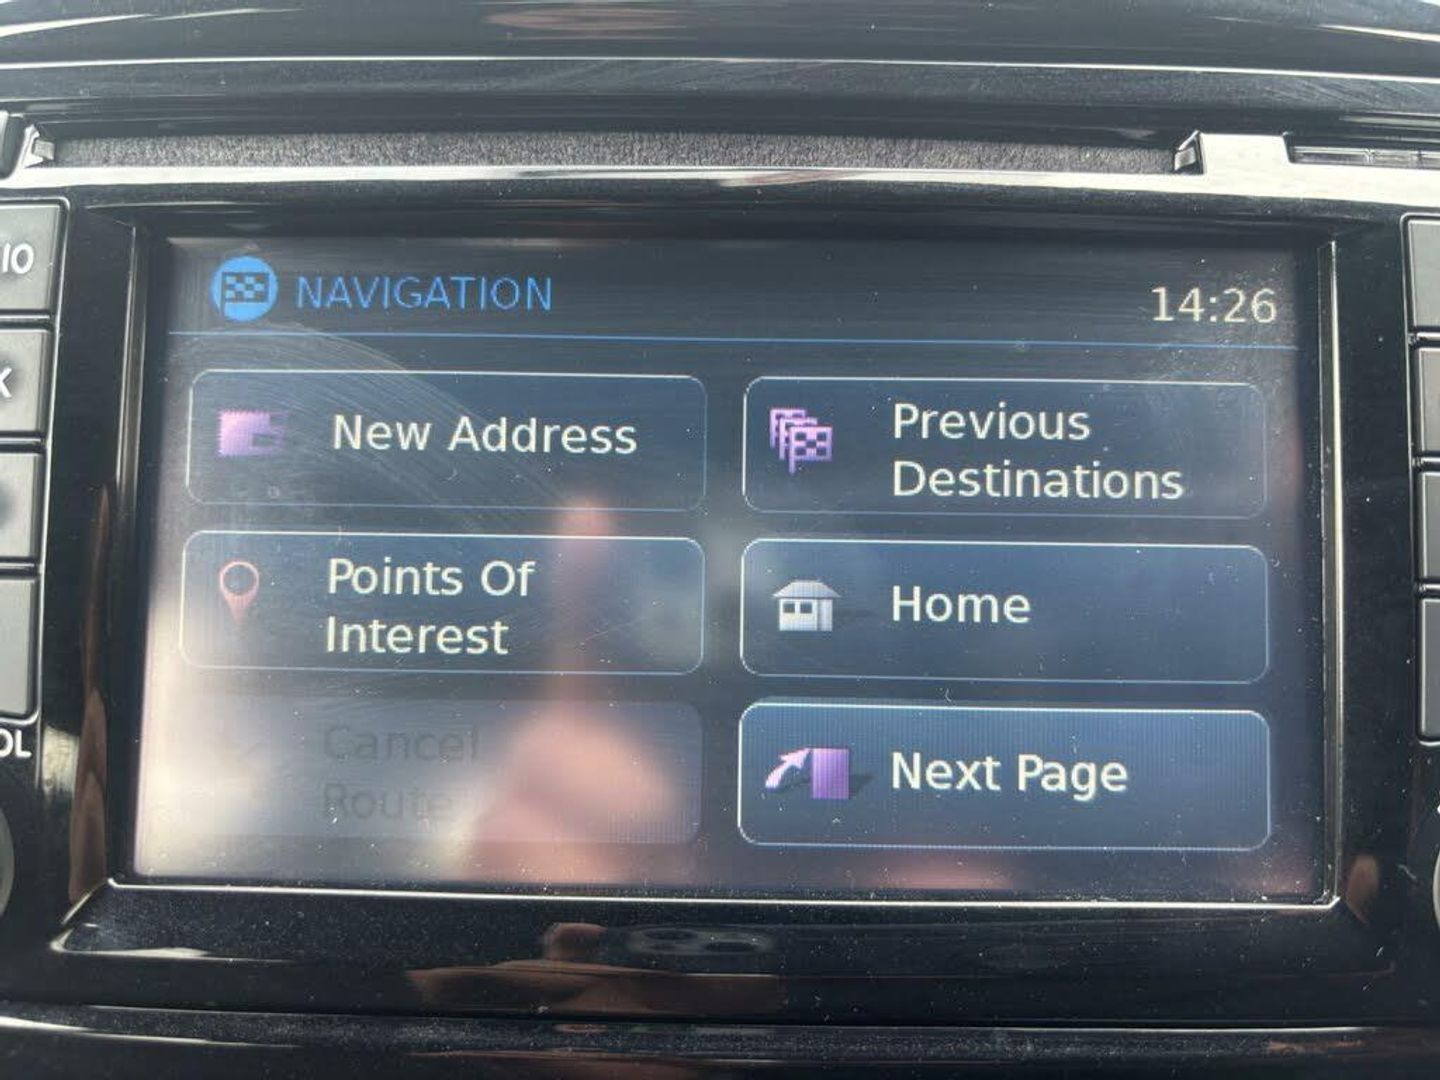 NAVIGATION
14:26
New Address
Previous
Destinations
Points Of
Interest
Home
Cancel
Route
Next Page